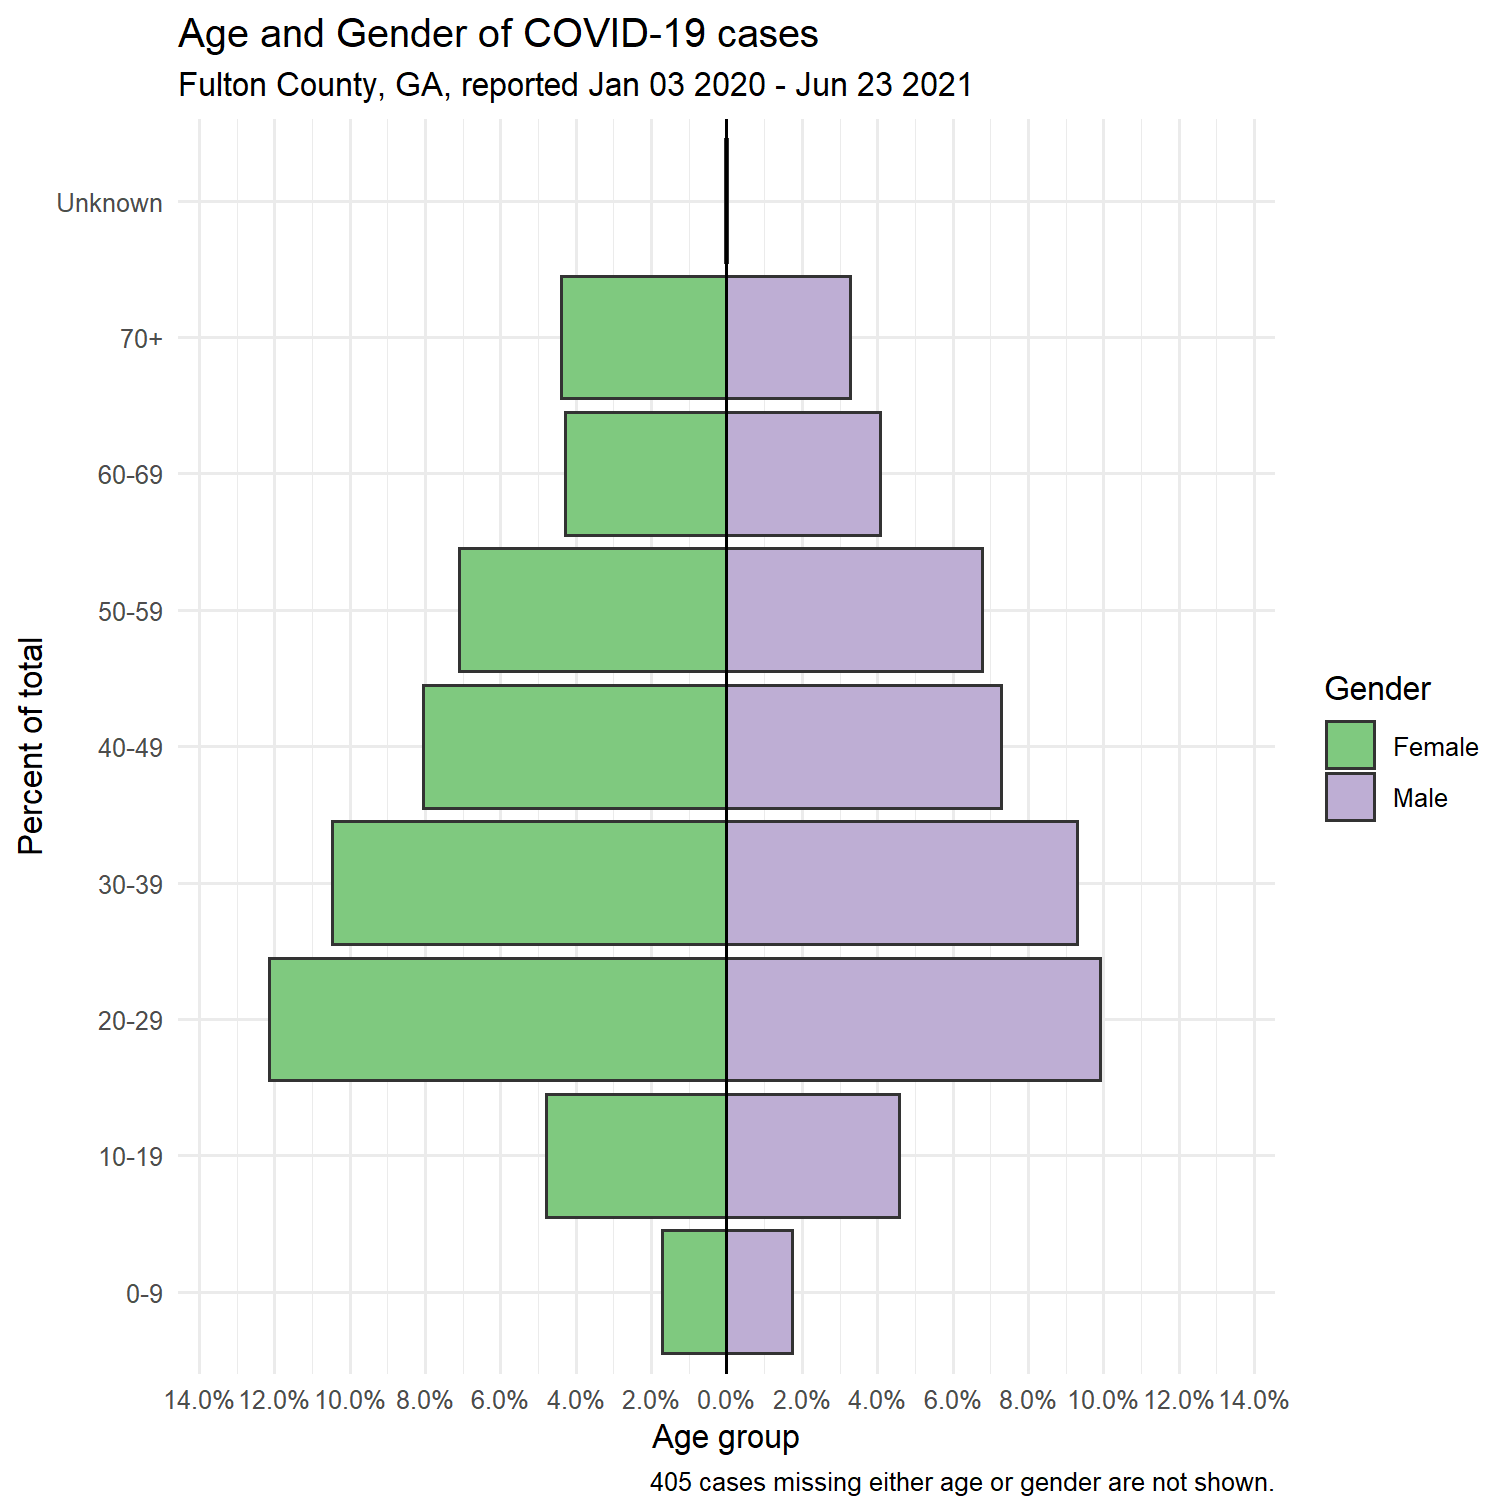 Age and Gender of COVID-19 cases
Fulton County, GA, reported Jan 03 2020 - Jun 23 2021
Unknown
70+
60-69
50-59
40-49
30-39
20-29
10-19
0-9
Percent of total
14.0% 12.0% 10.0% 8.0% 6.0% 4.0% 2.0% 0.0% 2.0% 4.0% 6.0% 8.0% 10.0% 12.0% 14.0%
Age group
405 cases missing either age or gender are not shown.
Gender
Female
Male